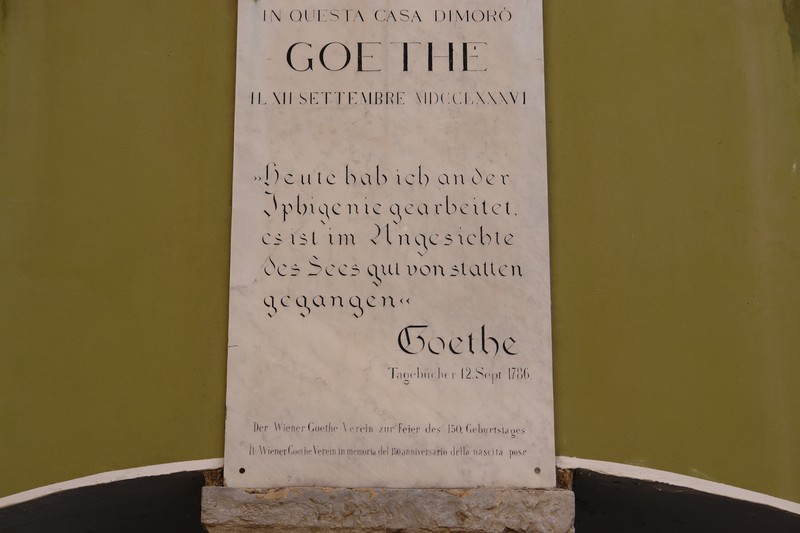 IN QUESTA CASA DIMORÒ
GOETHE
IL XII SETTEMBRE MDCCLXXXVI
»Heute hab ich an der
Iphigenie gearbeitet,
es ist im Angesichte
des Sees gut vonstatten
gegangen«
Goethe
Tagebücher 12. Sept 1786
Der Wiener Goethe Verein zur Feier des 150. Geburtstages
Il Wiener Goethe Verein in memoria del 150 anniversario della nascita pose